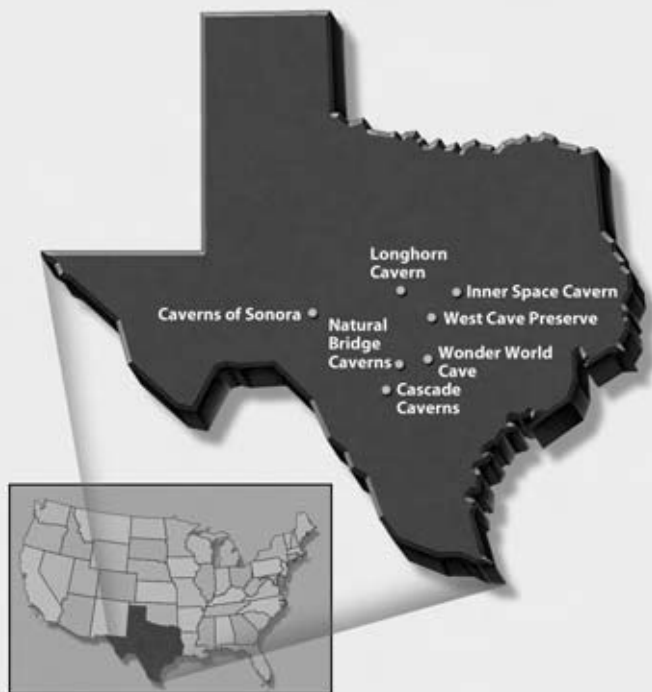 Longhorn
Cavern
Inner Space Cavern
Caverns of Sonora
West Cave Preserve
Natural
Bridge
Caverns
Wonder World
Cave
Cascade
Caverns